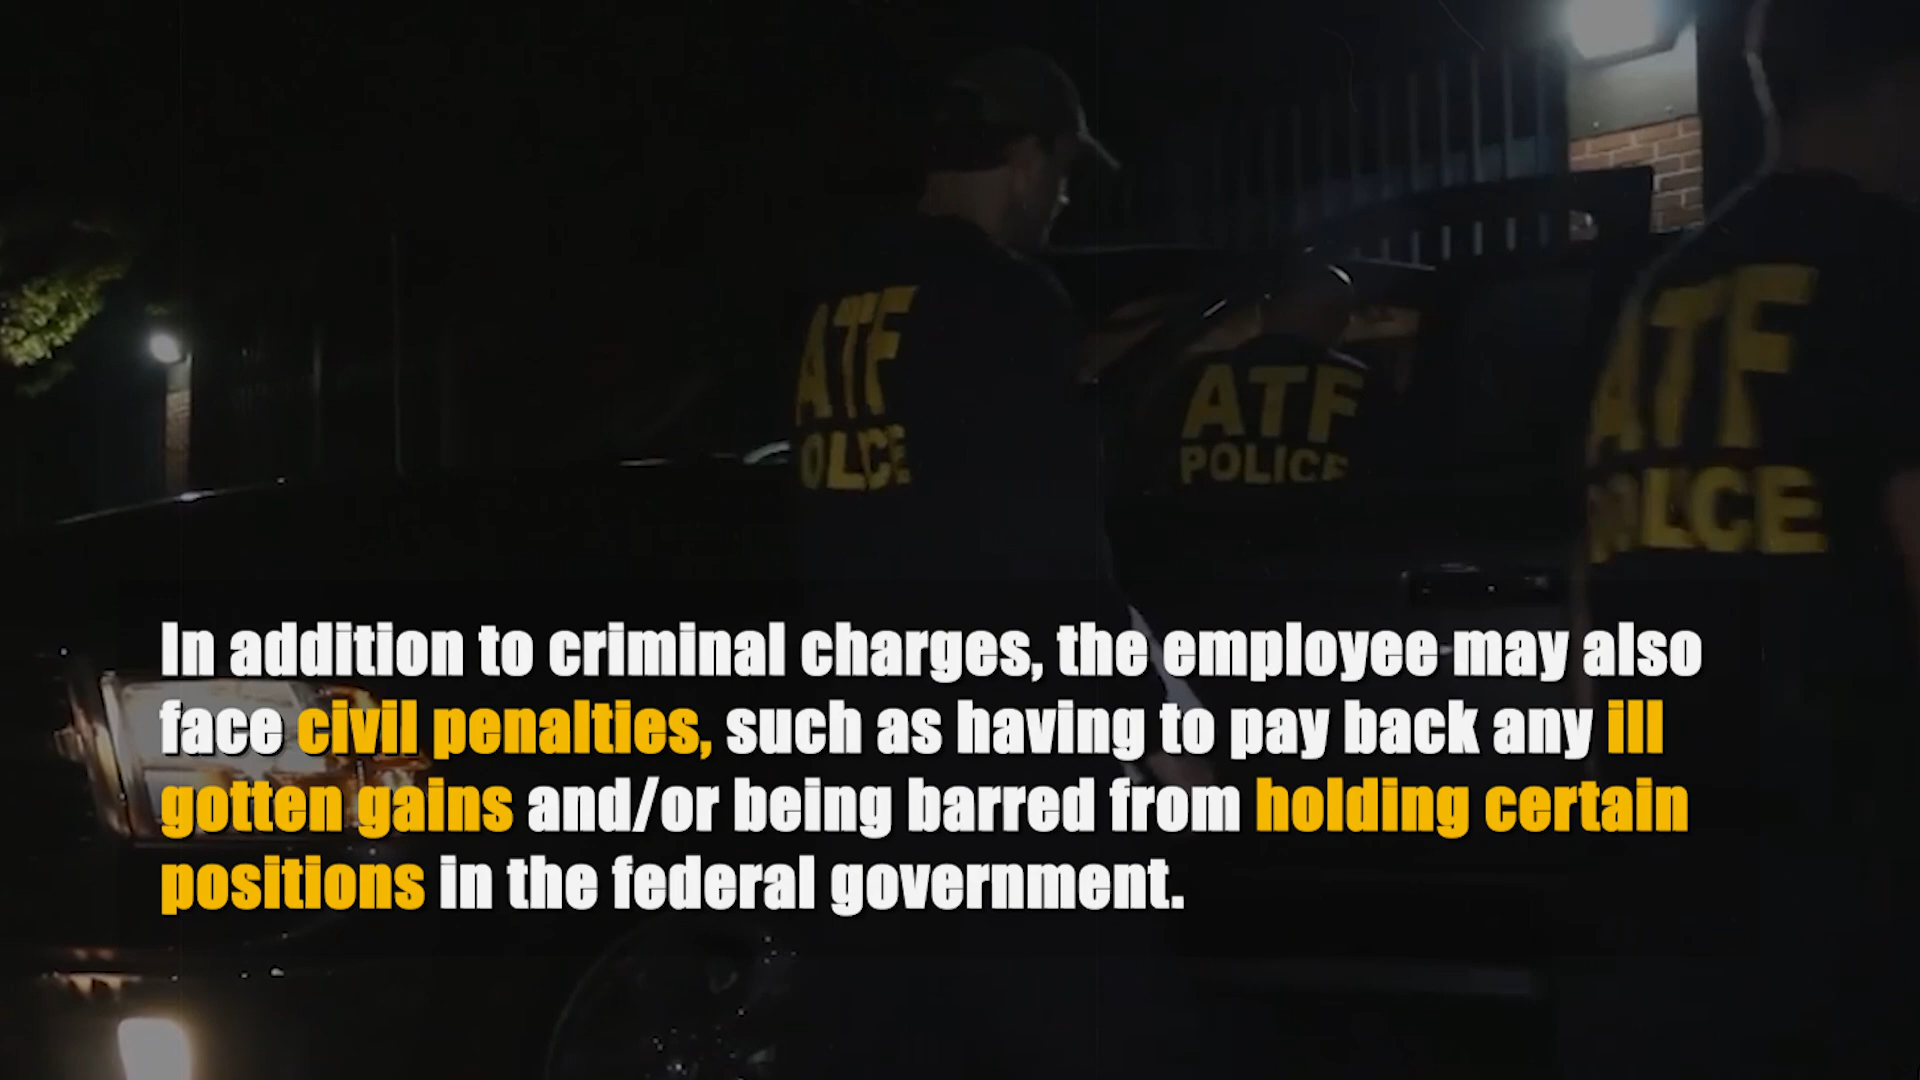 ATF
OLICE
ATF
POLICE
ATF
POLICE
In addition to criminal charges, the employee may also
face civil penalties, such as having to pay back any ill
gotten gains and/or being barred from holding certain
positions in the federal government.